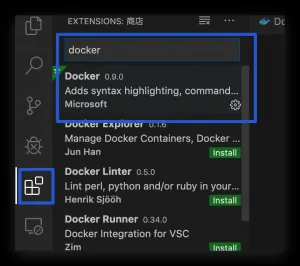 EXTENSIONS: 商店
Do
docker
Docker 0.9.0
Adds syntax highlighting, command...
Microsoft
Docker Explorer 0.1.6
Manage Docker Containers, Docker ...
Jun Han
Install
Docker Linter 0.5.0
Lint perl, python and/or ruby in your...
Henrik Sjööh
Install
Docker Runner 0.34.0
Docker Integration for VSC
Zim
Install